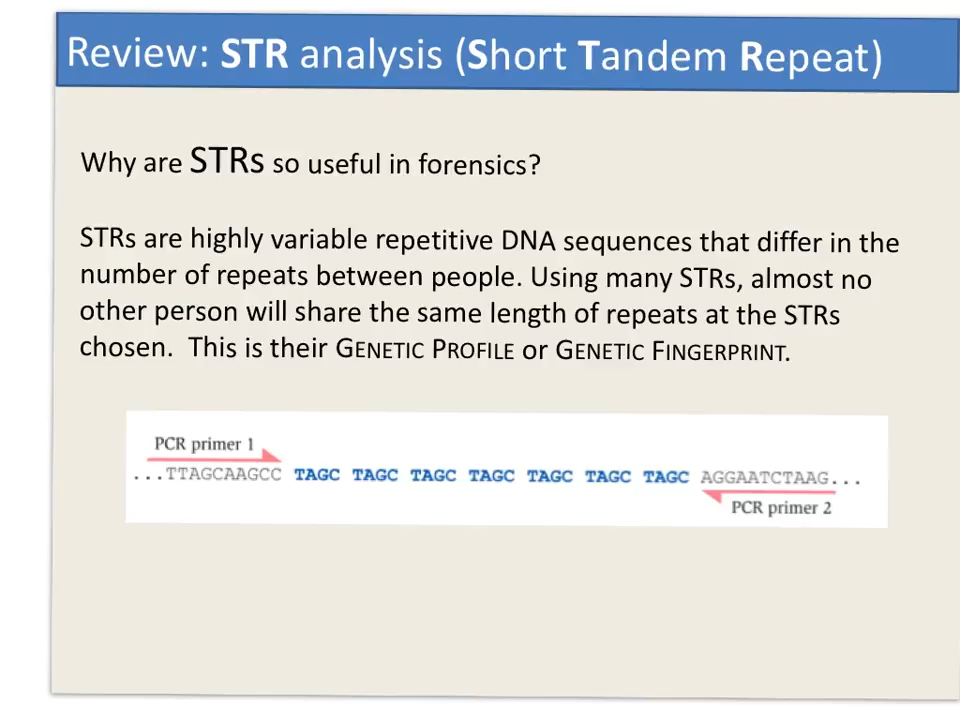 Review: STR analysis (Short Tandem Repeat)
Why are STRs so useful in forensics?
STRs are highly variable repetitive DNA sequences that differ in the
number of repeats between people. Using many STRs, almost no
other person will share the same length of repeats at the STRs
chosen.  This is their GENETIC PROFILE or GENETIC FINGERPRINT.
PCR primer 1
...TTAGCAAGCC TAGC TAGC TAGC TAGC TAGC TAGC TAGC AGGAATCTAAG...
PCR primer 2